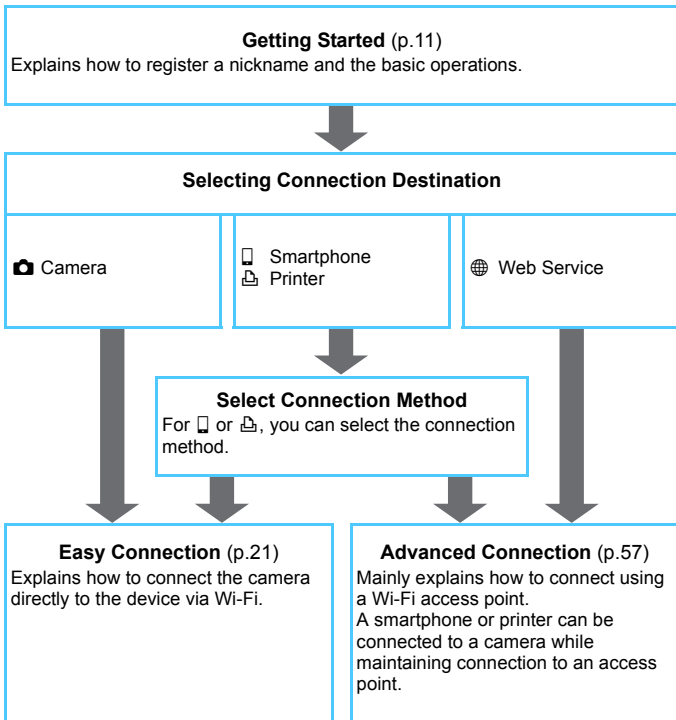 Getting Started (p.11)
Explains how to register a nickname and the basic operations.
Selecting Connection Destination
Camera
Smartphone
Printer
Web Service
Select Connection Method
For or , you can select the connection
method.
Easy Connection (p.21)
Explains how to connect the camera
directly to the device via Wi-Fi.
Advanced Connection (p.57)
Mainly explains how to connect using
a Wi-Fi access point.
A smartphone or printer can be
connected to a camera while
maintaining connection to an access
point.